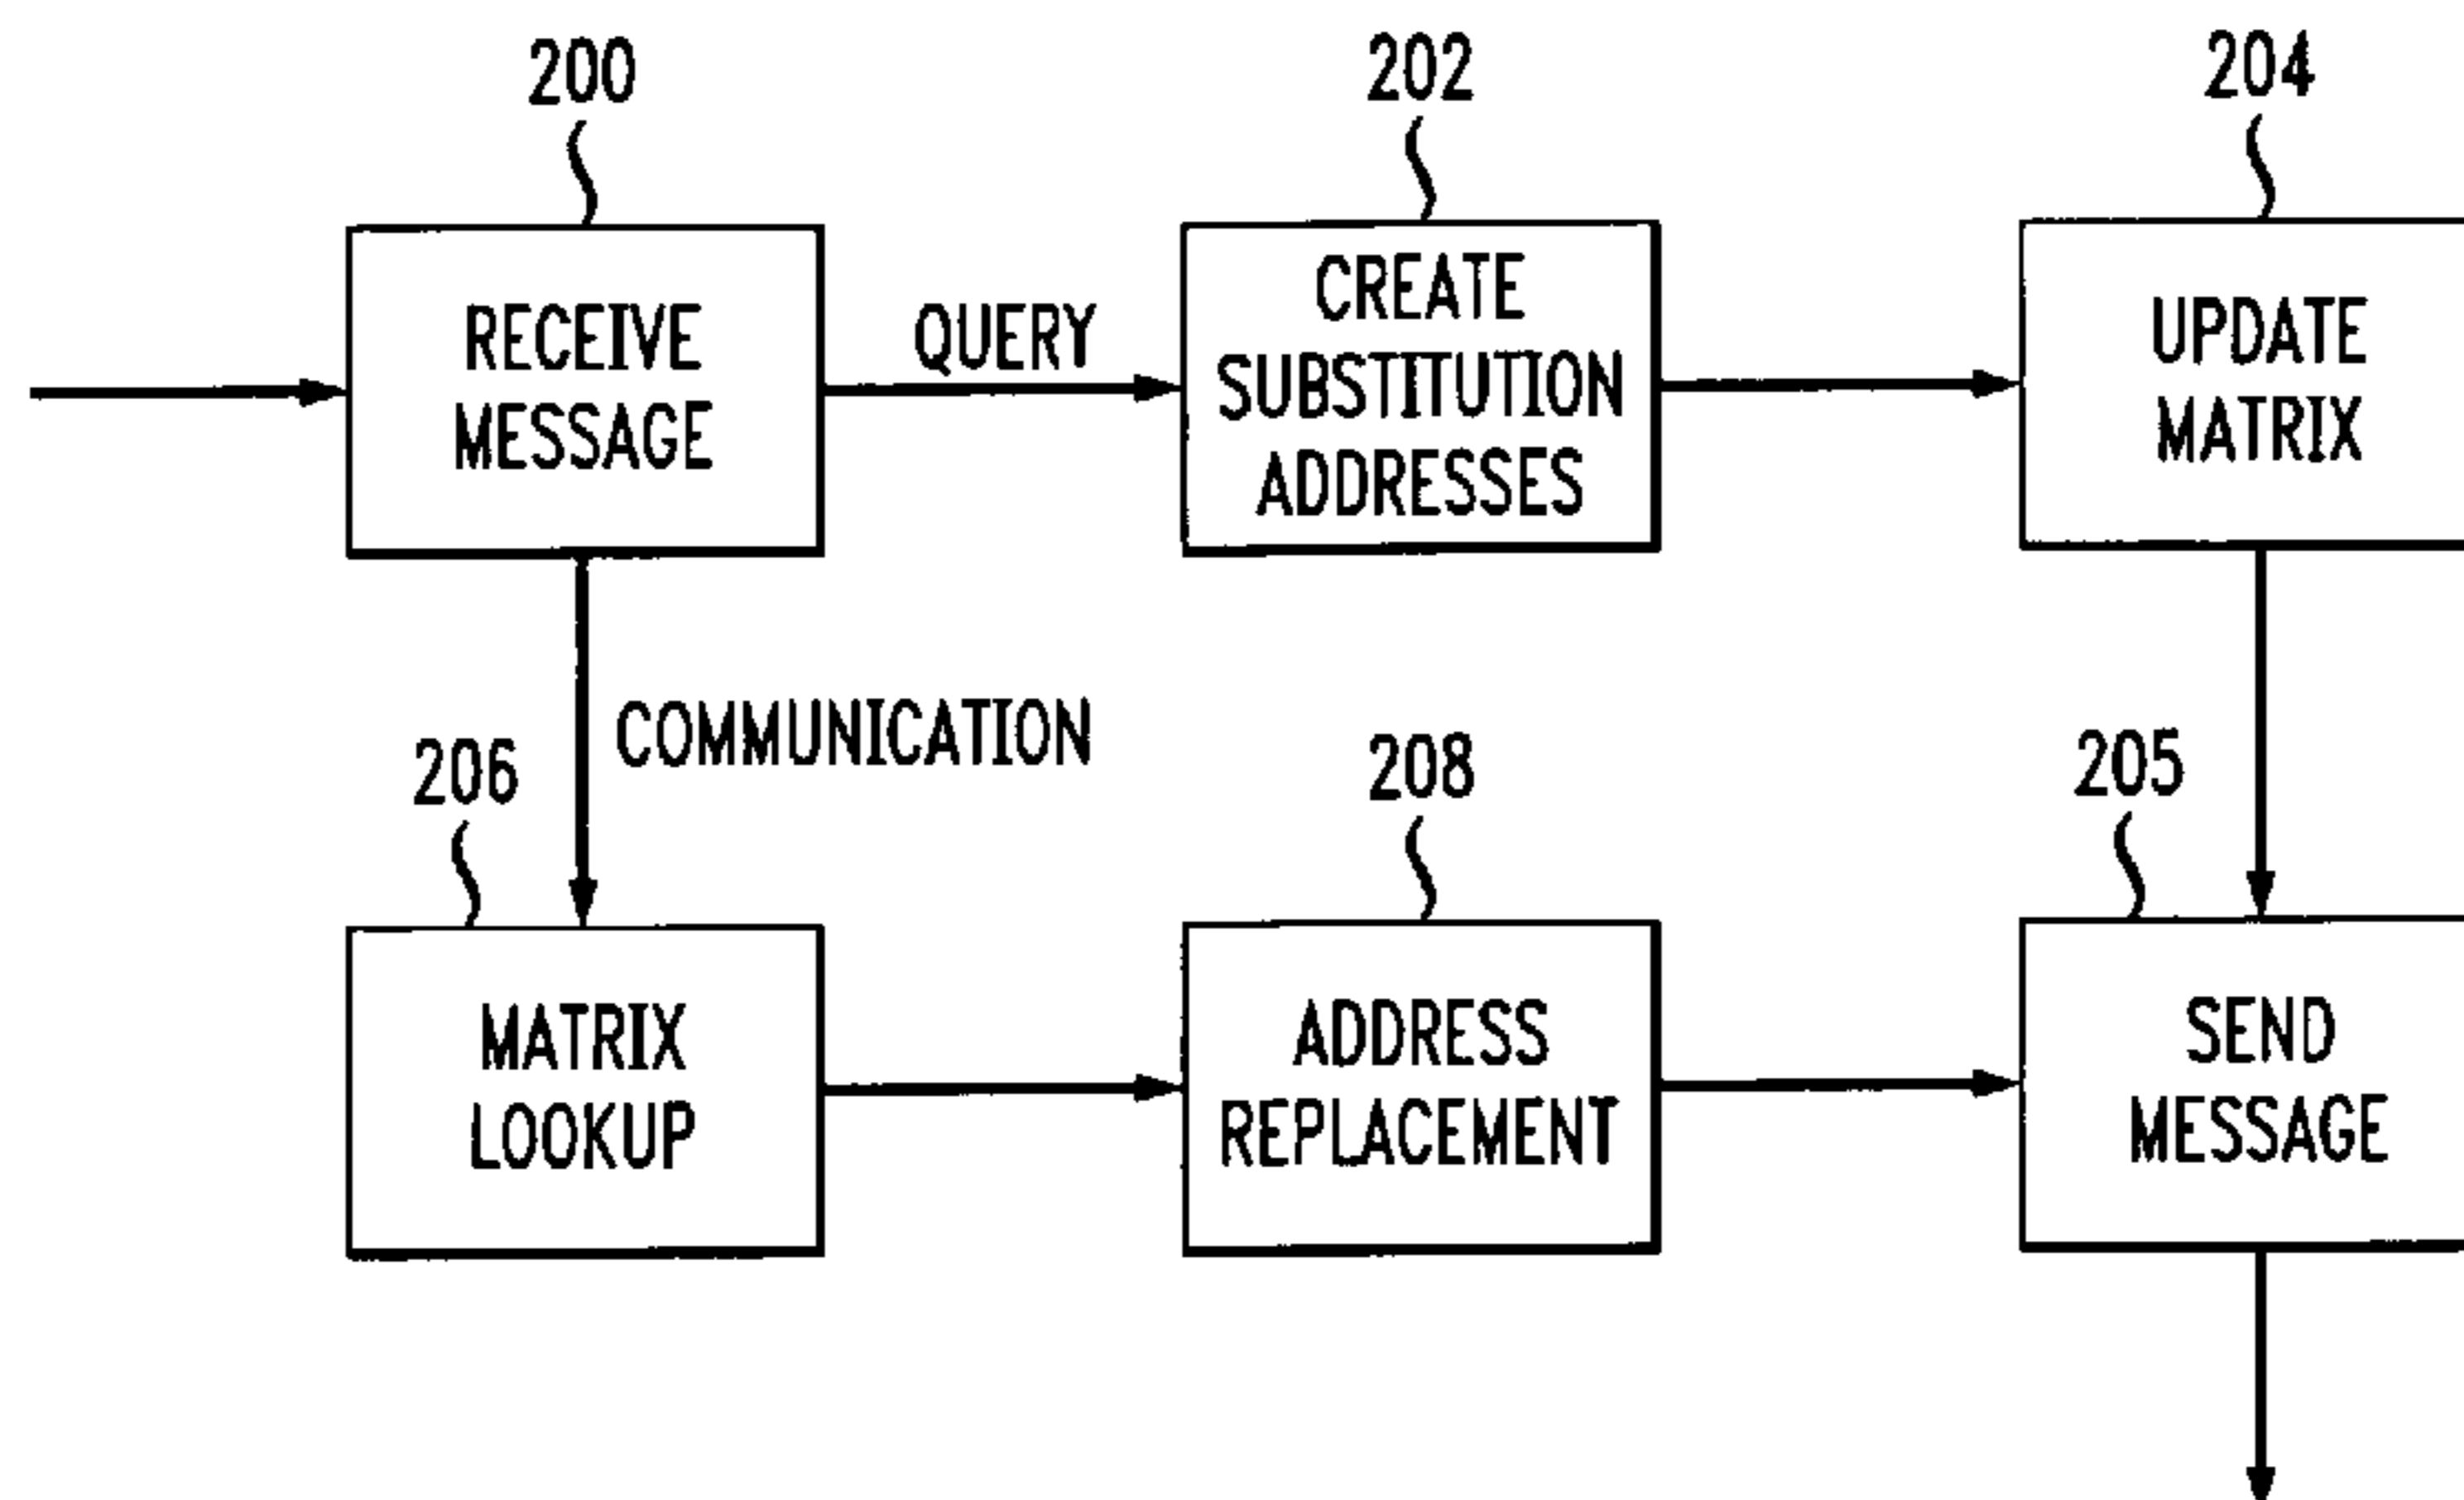 200
202
204
RECEIVE
MESSAGE
QUERY
CREATE
SUBSTITUTION
ADDRESSES
UPDATE
MATRIX
COMMUNICATION
206
208
205
MATRIX
LOOKUP
ADDRESS
REPLACEMENT
SEND
MESSAGE